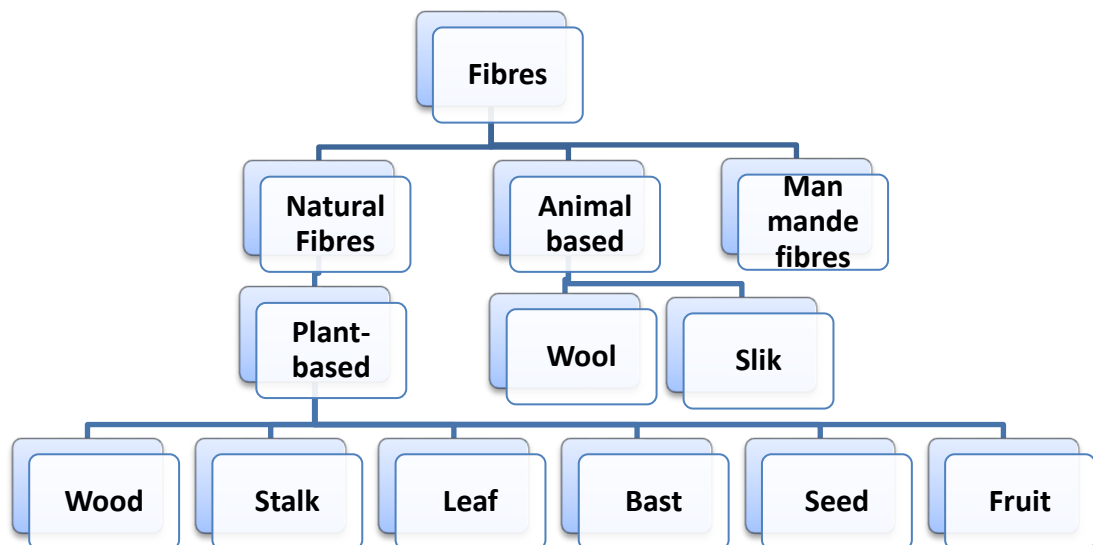 Fibres
Natural
Fibres
Animal
based
Man
mande
fibres
Plant-
based
Wool
Slik
Wood
Stalk
Leaf
Bast
Seed
Fruit